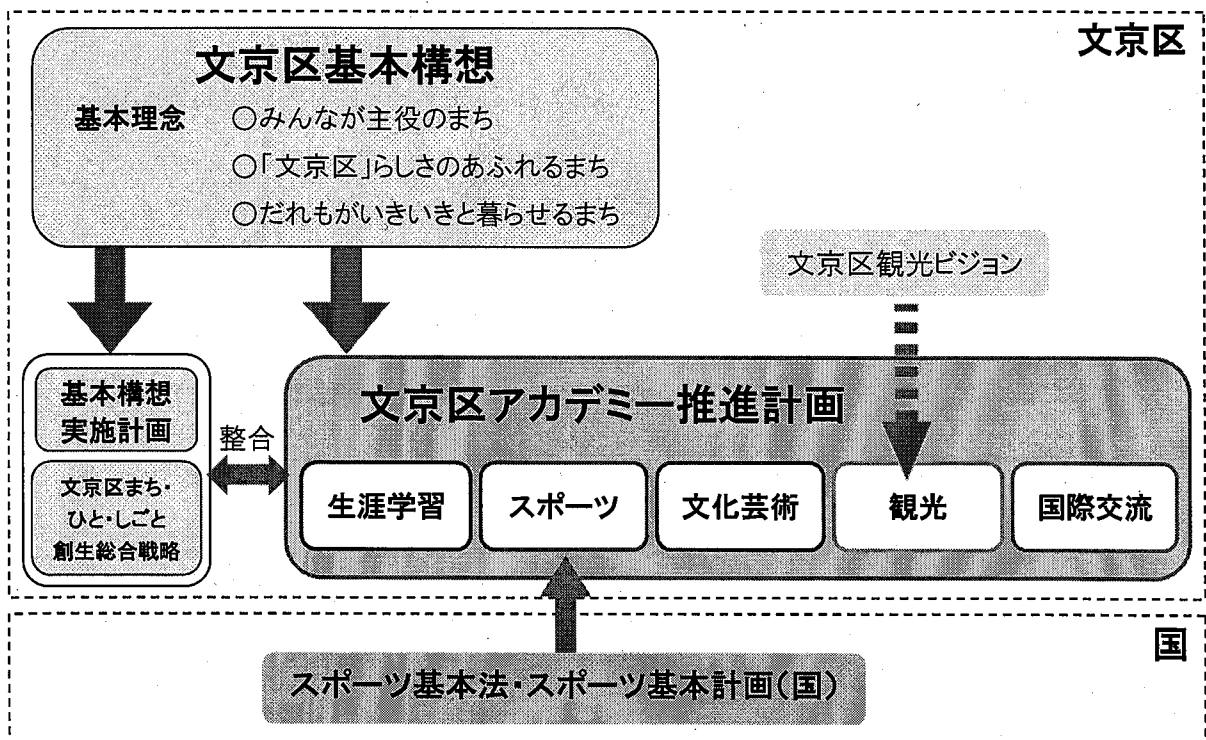 文京区
文京区基本構想
基本理念 ○みんなが主役のまち
○「文京区」らしさのあふれるまち
○だれもがいきいきと暮らせるまち
文京区観光ビジョン
基本構想
実施計画
文京区まち・
ひと・しごと
創生総合戦略
整合
文京区アカデミー推進計画
生涯学習
スポーツ
文化芸術
観光
国際交流
国
スポーツ基本法・スポーツ基本計画(国)